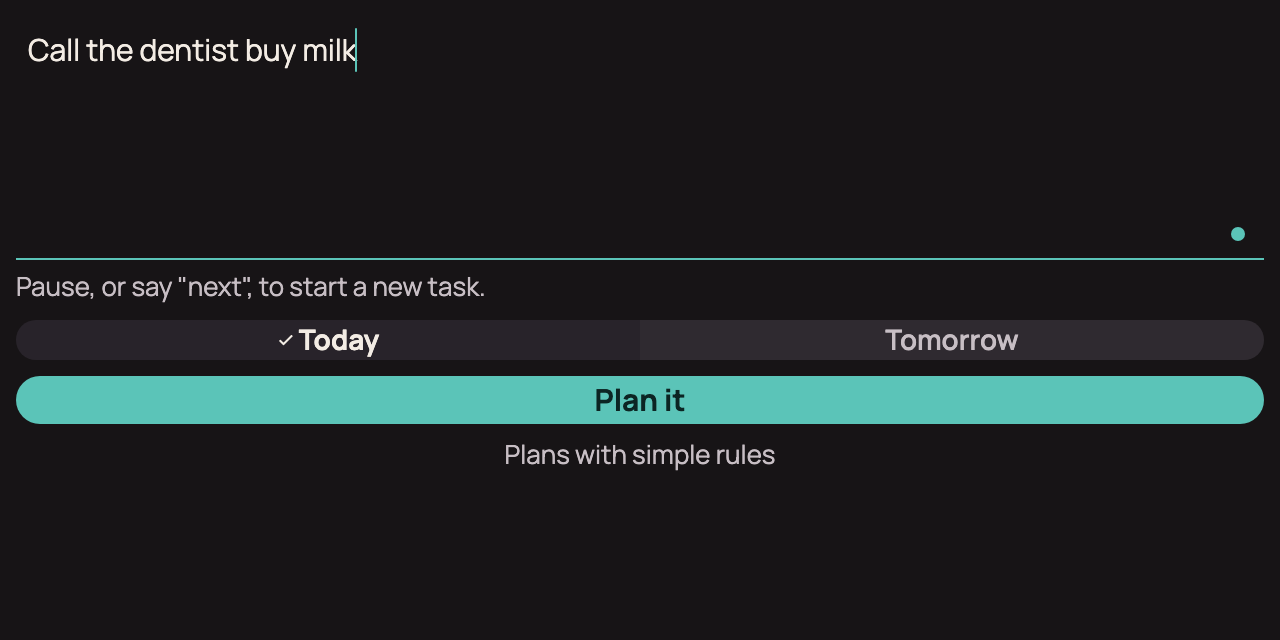 Call the dentist buy milk
Pause, or say "next", to start a new task.
Today
Tomorrow
Plan it
Plans with simple rules